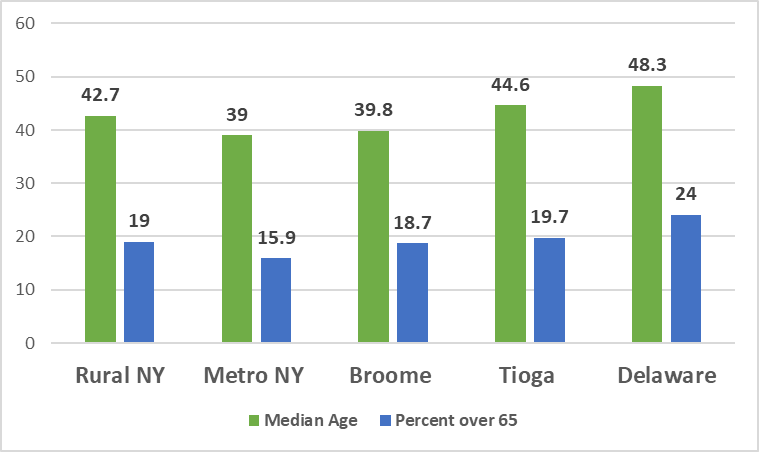 60
50
40
30
20
10
0
42.7
19
39
15.9
39.8
18.7
44.6
19.7
48.3
24
Rural NY
Metro NY
Broome
Tioga
Delaware
Median Age
Percent over 65